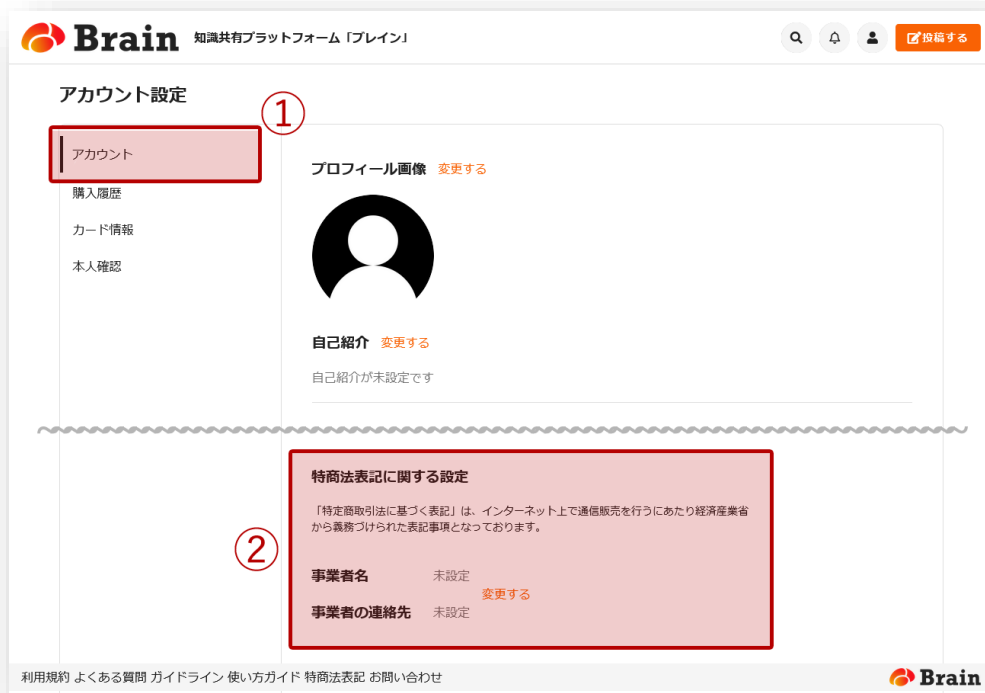 Brain 知識共有プラットフォーム「ブレイン」
投稿する
アカウント設定
①
アカウント
購入履歴
カード情報
本人確認
プロフィール画像 変更する
自己紹介 変更する
自己紹介が未設定です
②
特商法表記に関する設定
「特定商取引法に基づく表記」は、インターネット上で通信販売を行うにあたり経済産業省
から義務づけられた表記事項となっております。
事業者名 未設定
変更する
事業者の連絡先 未設定
利用規約 よくある質問 ガイドライン 使い方ガイド 特商法表記 お問い合わせ
Brain